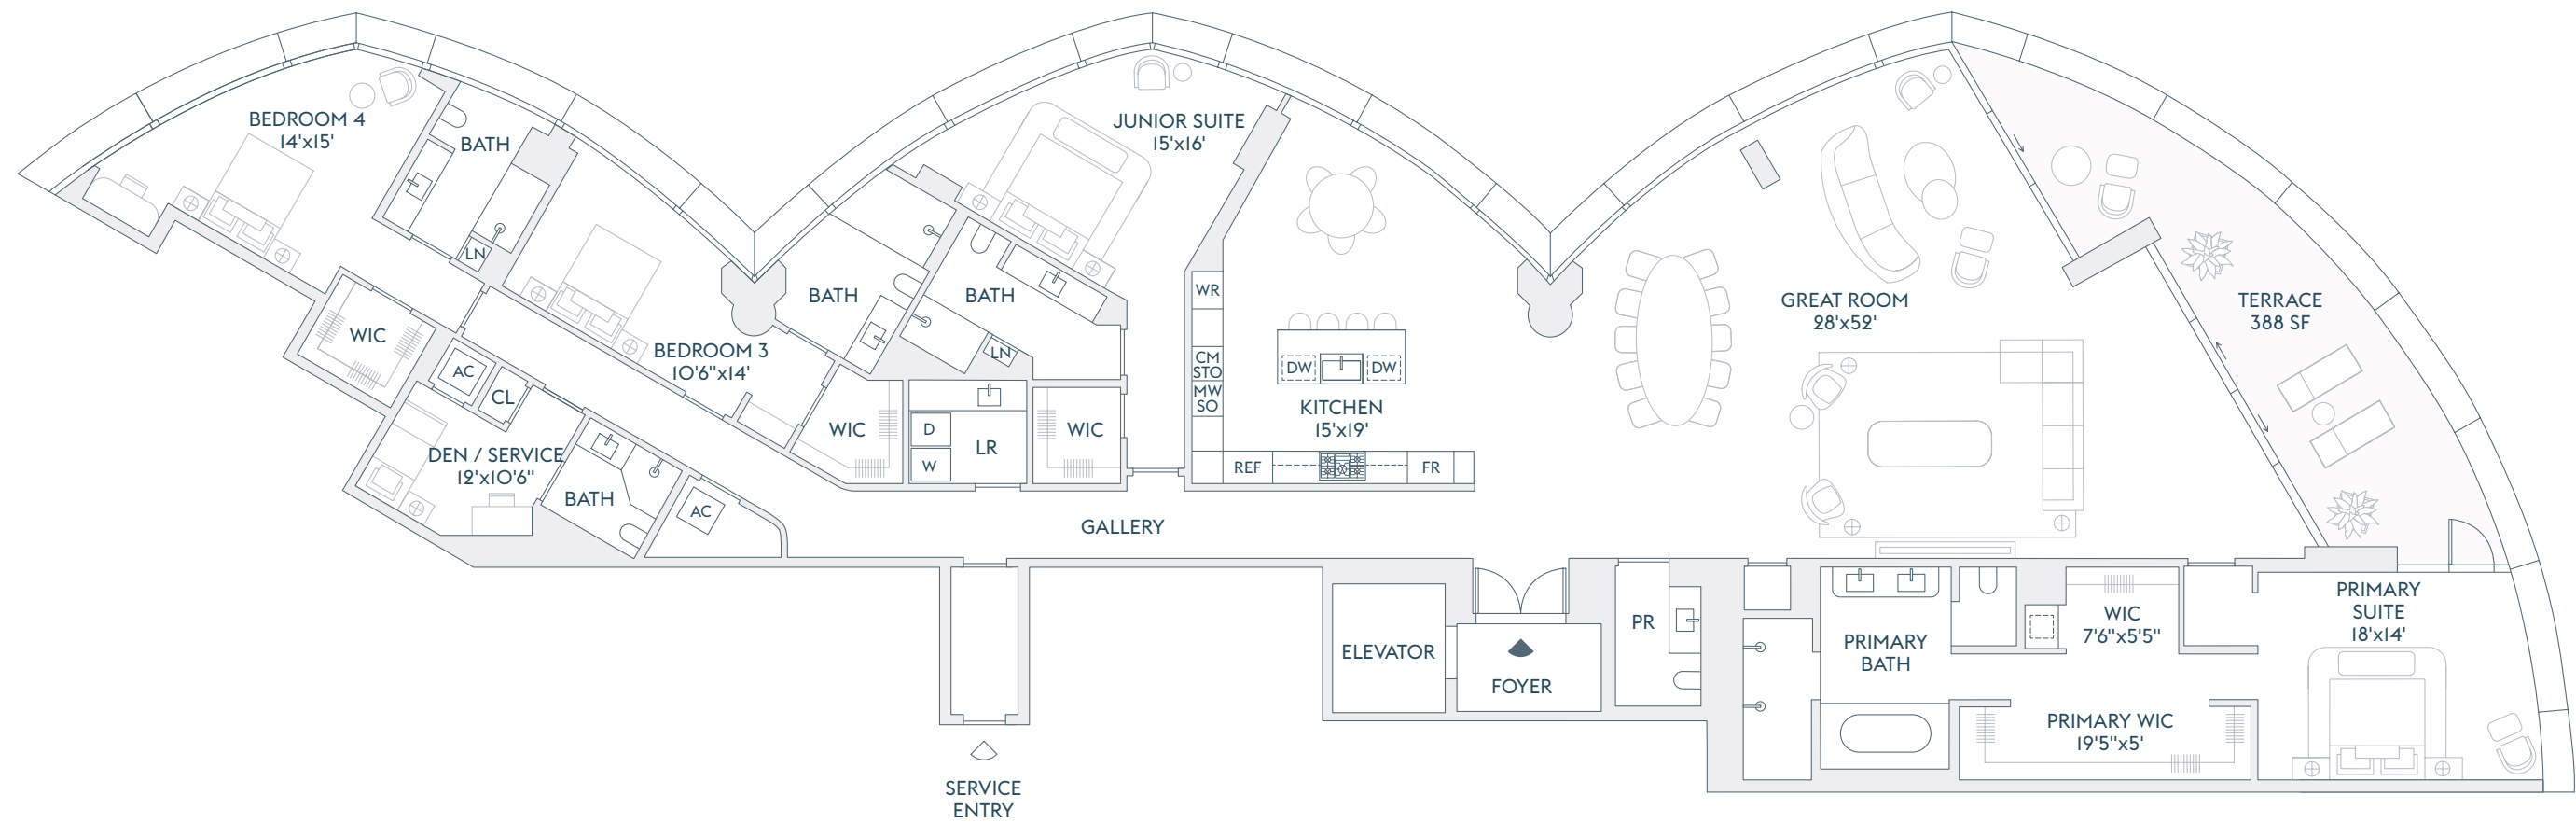 BEDROOM 4
14'x15'
BATH
LN
WIC
AC
CL
DEN / SERVICE
12'x10'6"
BATH
AC
BEDROOM 3
10'6"x14'
BATH
WIC
JUNIOR SUITE
15'x16'
BATH
LN
D
W
LR
WIC
WR
CM
STO
MW
SO
DW
DW
KITCHEN
15'x19'
REF
FR
GALLERY
GREAT ROOM
28'x52'
TERRACE
388 SF
ELEVATOR
FOYER
PR
PRIMARY
BATH
WIC
7'6"x5'5"
PRIMARY WIC
19'5"x5'
PRIMARY
SUITE
18'x14'
SERVICE
ENTRY